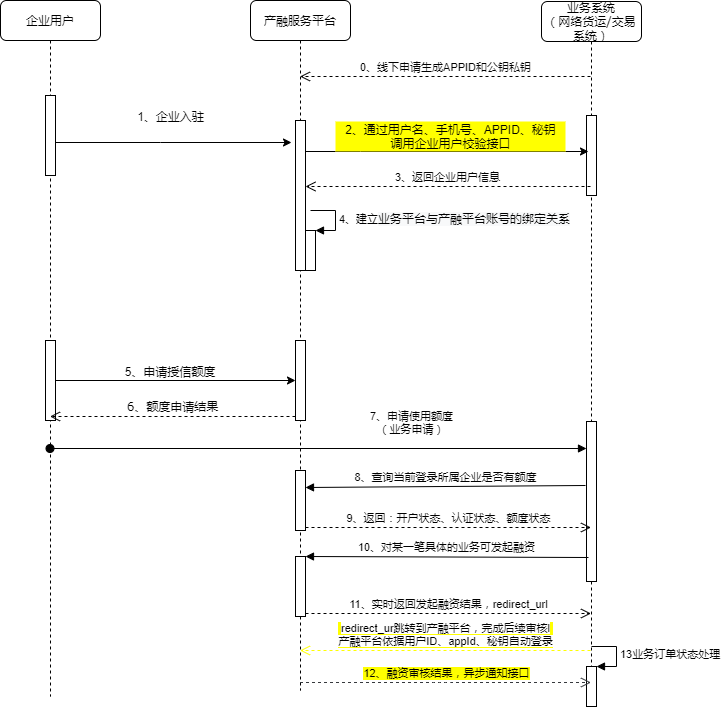 企业用户
产融服务平台
业务系统
（网络货运/交易
系统）
0、线下申请生成APPID和公钥私钥
1、企业入驻
2、通过用户名、手机号、APPID、秘钥
调用企业用户校验接口
3、返回企业用户信息
4、建立业务平台与产融平台账号的绑定关系
5、申请授信额度
6、额度申请结果
7、申请使用额度
（业务申请）
8、查询当前登录所属企业是否有额度
9、返回：开户状态、认证状态、额度状态
10、对某一笔具体的业务可发起融资
11、实时返回发起融资结果，redirect_url
redirect_ur跳转到产融平台，完成后续审核l
产融平台依据用户ID、appId、秘钥自动登录
13业务订单状态处理
12、融资审核结果，异步通知接口